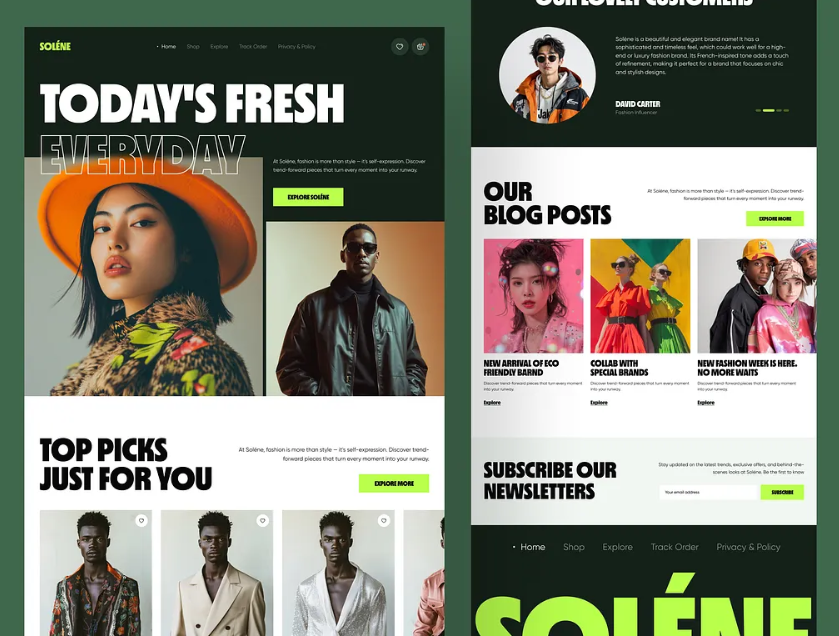 SOLÉNE
Home Shop Explore Track Order Privacy & Policy
TODAY'S FRESH
EVERYDAY
At Solène, fashion is more than style — it's self-expression. Discover
trend-forward pieces that turn every moment into your runway.
EXPLORE SOLÉNE
TOP PICKS
JUST FOR YOU
At Solène, fashion is more than style — it's self-expression. Discover trend-
forward pieces that turn every moment into your runway.
EXPLORE MORE
OUR LOVELY CUSTOMERS
Solène is a beautiful and elegant brand name! It has a
sophisticated and timeless feel, which could work well for a high-
end or luxury fashion brand. Its French-inspired tone adds a touch
of refinement, making it perfect for a brand that focuses on chic
and stylish designs.
DAVID CARTER
Fashion Influencer
OUR
BLOG POSTS
At Solène, fashion is more than style — it's self-expression. Discover trend-
forward pieces that turn every moment into your runway.
EXPLORE MORE
NEW ARRIVAL OF ECO
FRIENDLY BARND
Discover trend-forward pieces that turn every moment
into your runway.
Explore
COLLAB WITH
SPECIAL BRANDS
Discover trend-forward pieces that turn every moment
into your runway.
Explore
NEW FASHION WEEK IS HERE.
NO MORE WAITS
Discover trend-forward pieces that turn every moment
into your runway.
Explore
SUBSCRIBE OUR
NEWSLETTERS
Stay updated on the latest trends, exclusive offers, and behind-the-
scenes looks at Solène. Be the first to know
Your email address
SUBSCRIBE
Home Shop Explore Track Order Privacy & Policy
SOLÉNE